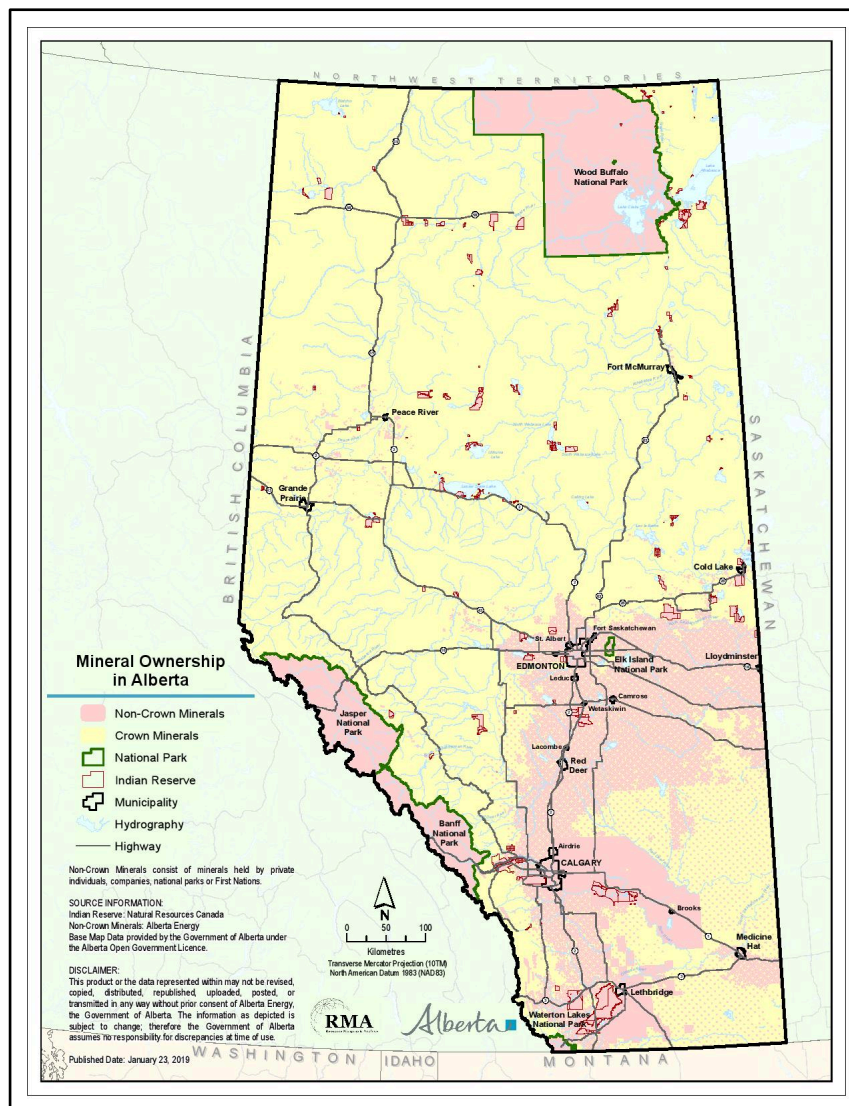 NORTHWEST TERRITORIES
Wood Buffalo
National Park
BRITISH COLUMBIA
SASKATCHEWAN
Fort McMurray
Peace River
Grande
Prairie
Cold Lake
St. Albert
Fort Saskatchewan
EDMONTON
Elk Island
National Park
Lloydminster
Leduc
Camrose
Wetaskiwin
Jasper
National
Park
Lacombe
Red
Deer
Banff
National
Park
Airdrie
CALGARY
Brooks
Medicine
Hat
Lethbridge
Waterton Lakes
National Park
Mineral Ownership
in Alberta
Non-Crown Minerals
Crown Minerals
National Park
Indian Reserve
Municipality
Hydrography
Highway
Non-Crown Minerals consist of minerals held by private
individuals, companies, national parks or First Nations.
SOURCE INFORMATION:
Indian Reserve: Natural Resources Canada
Non-Crown Minerals: Alberta Energy
Base Map Data provided by the Government of Alberta under
the Alberta Open Government Licence.
DISCLAIMER:
This product or the data represented within may not be revised,
copied, distributed, republished, uploaded, posted, or
transmitted in any way without prior consent of Alberta Energy,
the Government of Alberta. The information as depicted is
subject to change; therefore the Government of Alberta
assumes no responsibility for discrepancies at time of use.
Published Date: January 23, 2019
N
0 50 100
Kilometres
Transverse Mercator Projection (10TM)
North American Datum 1983 (NAD83)
RMA
Alberta
WASHINGTON
IDAHO
MONTANA